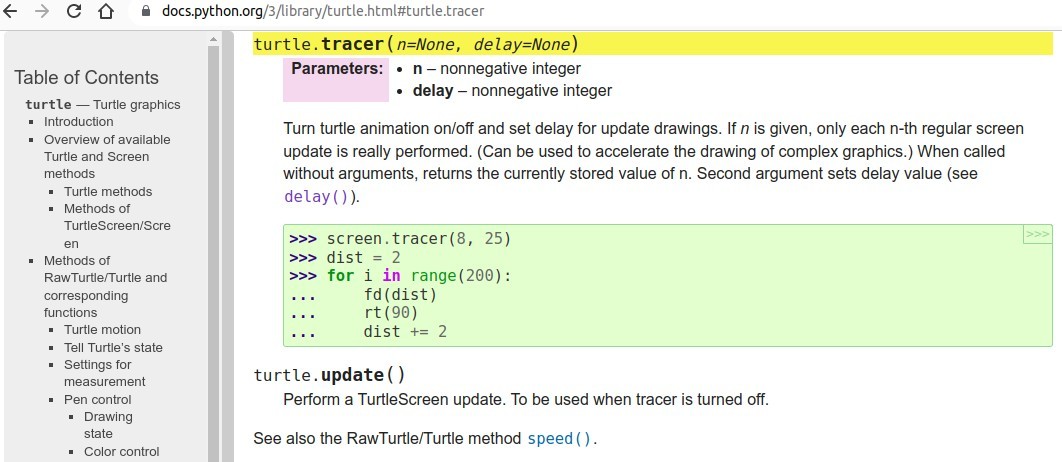 docs.python.org/3/library/turtle.html#turtle.tracer
Table of Contents
turtle — Turtle graphics
Introduction
Overview of available
Turtle and Screen
methods
Turtle methods
Methods of
TurtleScreen/Scre
en
Methods of
RawTurtle/Turtle and
corresponding
functions
Turtle motion
Tell Turtle's state
Settings for
measurement
Pen control
Drawing
state
Color control
turtle.tracer(n=None, delay=None)
Parameters: • n – nonnegative integer
• delay – nonnegative integer
Turn turtle animation on/off and set delay for update drawings. If n is given, only each n-th regular screen
update is really performed. (Can be used to accelerate the drawing of complex graphics.) When called
without arguments, returns the currently stored value of n. Second argument sets delay value (see
delay()).
>>>
>>> screen.tracer(8, 25)
>>> dist = 2
>>> for i in range(200):
...     fd(dist)
...     rt(90)
...     dist += 2
turtle.update()
Perform a TurtleScreen update. To be used when tracer is turned off.
See also the RawTurtle/Turtle method speed().